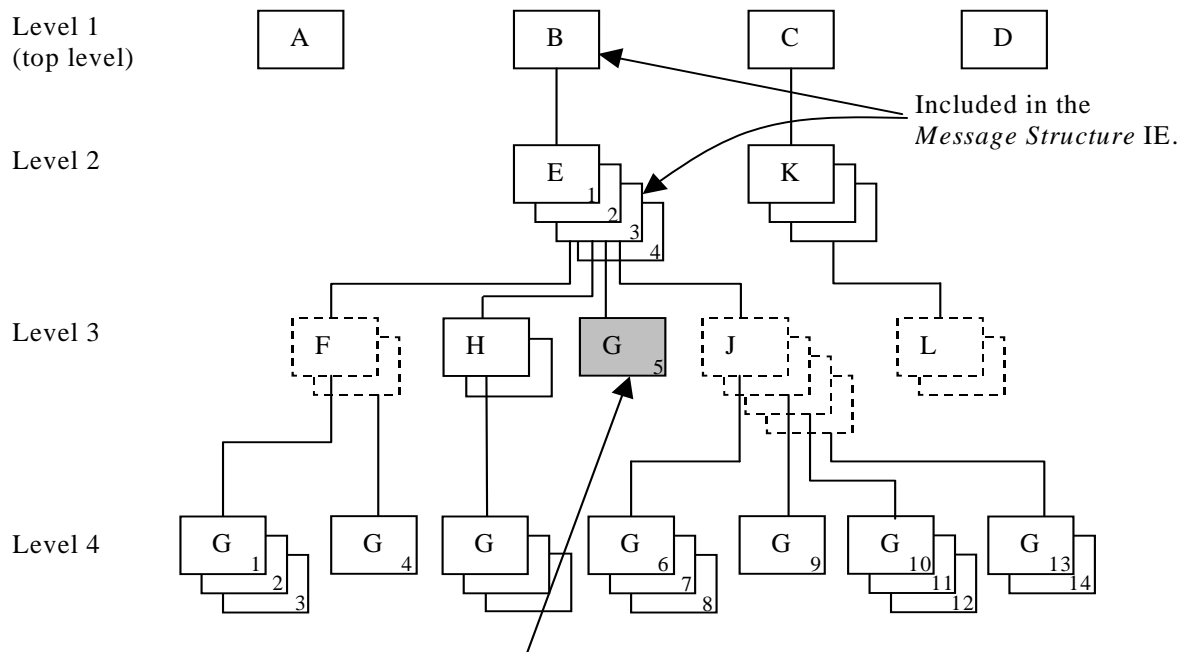 Level 1
(top level)
A
B
C
D
Included in the
Message Structure IE.
Level 2
E
1
2
3
4
K
Level 3
F
H
G
5
J
L
Level 4
G
1
2
3
G
4
G
G
6
7
8
G
9
G
10
11
12
G
13
14